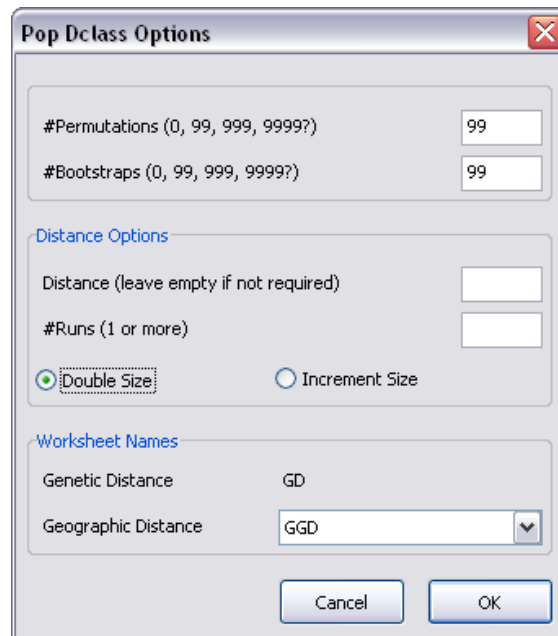 Pop Dclass Options
#Permutations (0, 99, 999, 9999?) 99
#Bootstraps (0, 99, 999, 9999?) 99
Distance Options
Distance (leave empty if not required)
#Runs (1 or more)
Double Size Increment Size
Worksheet Names
Genetic Distance GD
Geographic Distance GGD
Cancel OK